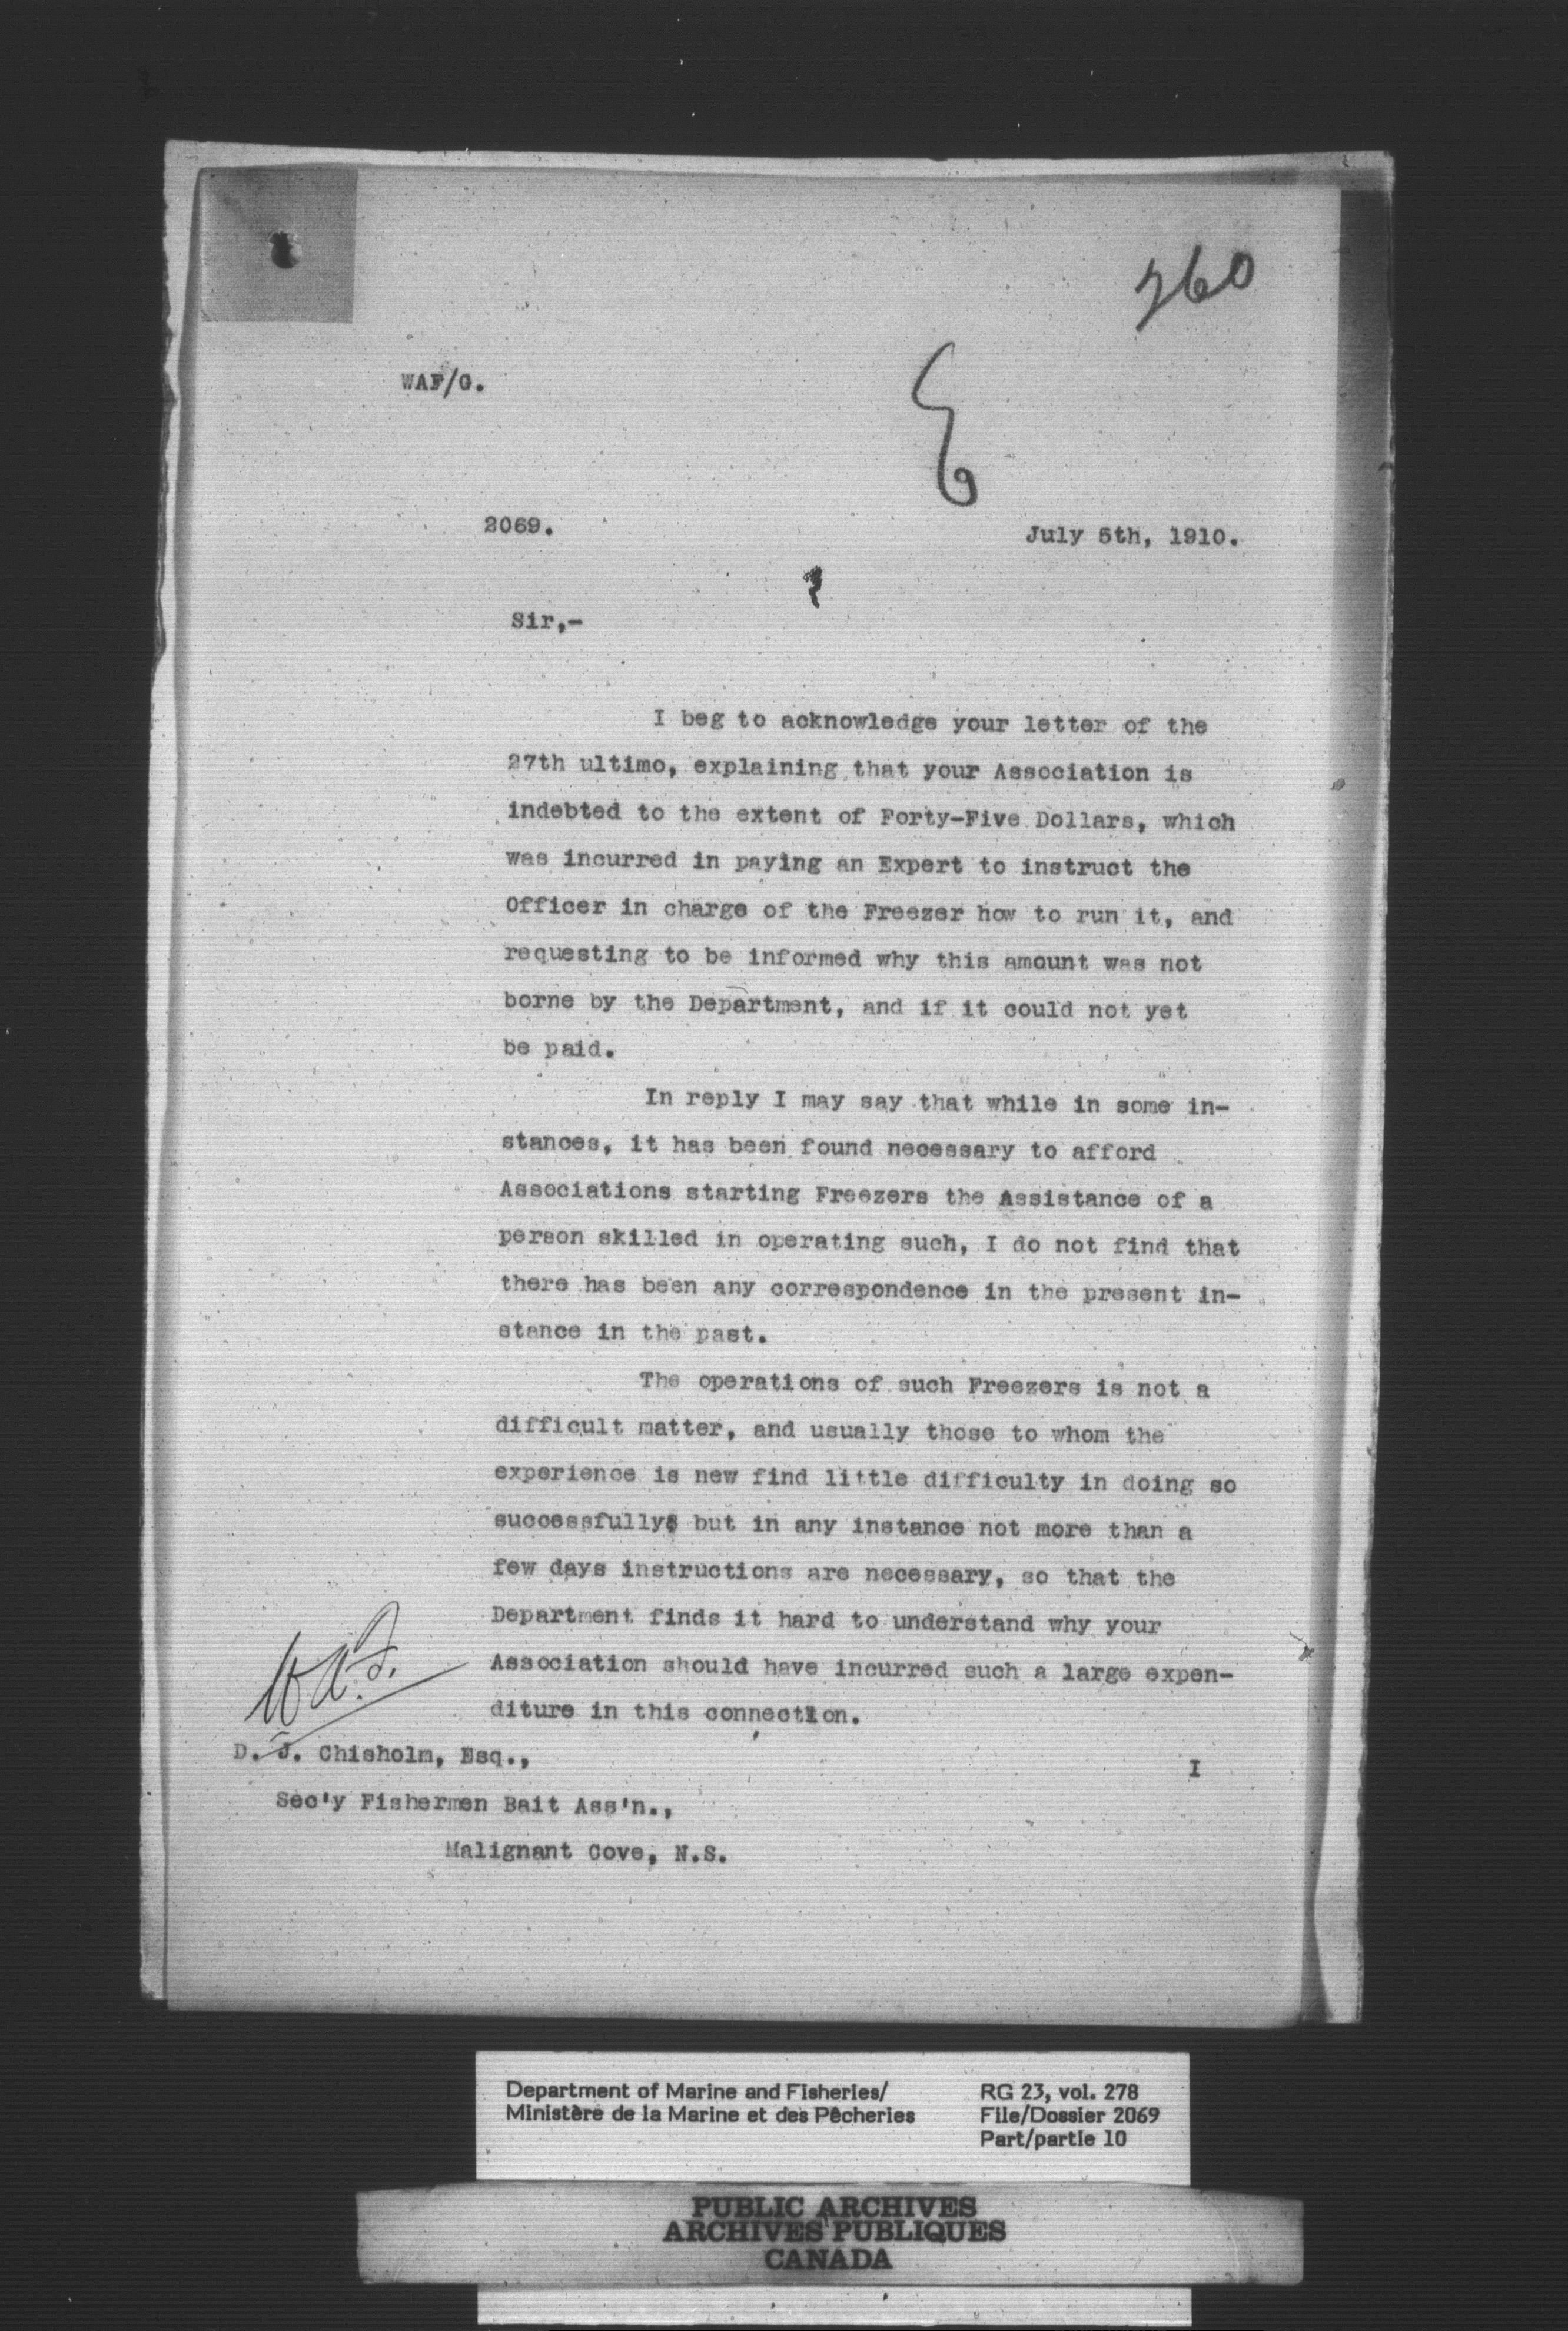 260
WAF/G.
2069.
July 5th, 1910.
Sir,-
I beg to acknowledge your letter of the
27th ultimo, explaining that your Association is
indebted to the extent of Forty-Five Dollars, which
was incurred in paying an Expert to instruct the
Officer in charge of the Freezer how to run it, and
requesting to be informed why this amount was not
borne by the Department, and if it could not yet
be paid.
In reply I may say that while in some in-
stances, it has been found necessary to afford
Associations starting Freezers the Assistance of a
person skilled in operating such, I do not find that
there has been any correspondence in the present in-
stance in the past.
The operations of such Freezers is not a
difficult matter, and usually those to whom the
experience is new find little difficulty in doing so
successfully; but in any instance not more than a
few days instructions are necessary, so that the
Department finds it hard to understand why your
Association should have incurred such a large expen-
diture in this connection.
W.A.F.
D. J. Chisholm, Esq.,
I
Sec'y Fishermen Bait Ass'n.,
Malignant Cove, N.S.
Department of Marine and Fisheries/
Ministère de la Marine et des Pêcheries
RG 23, vol. 278
File/Dossier 2069
Part/partie 10
PUBLIC ARCHIVES
ARCHIVES PUBLIQUES
CANADA